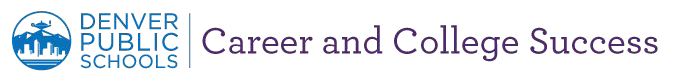 DENVER
PUBLIC
SCHOOLS
Career and College Success